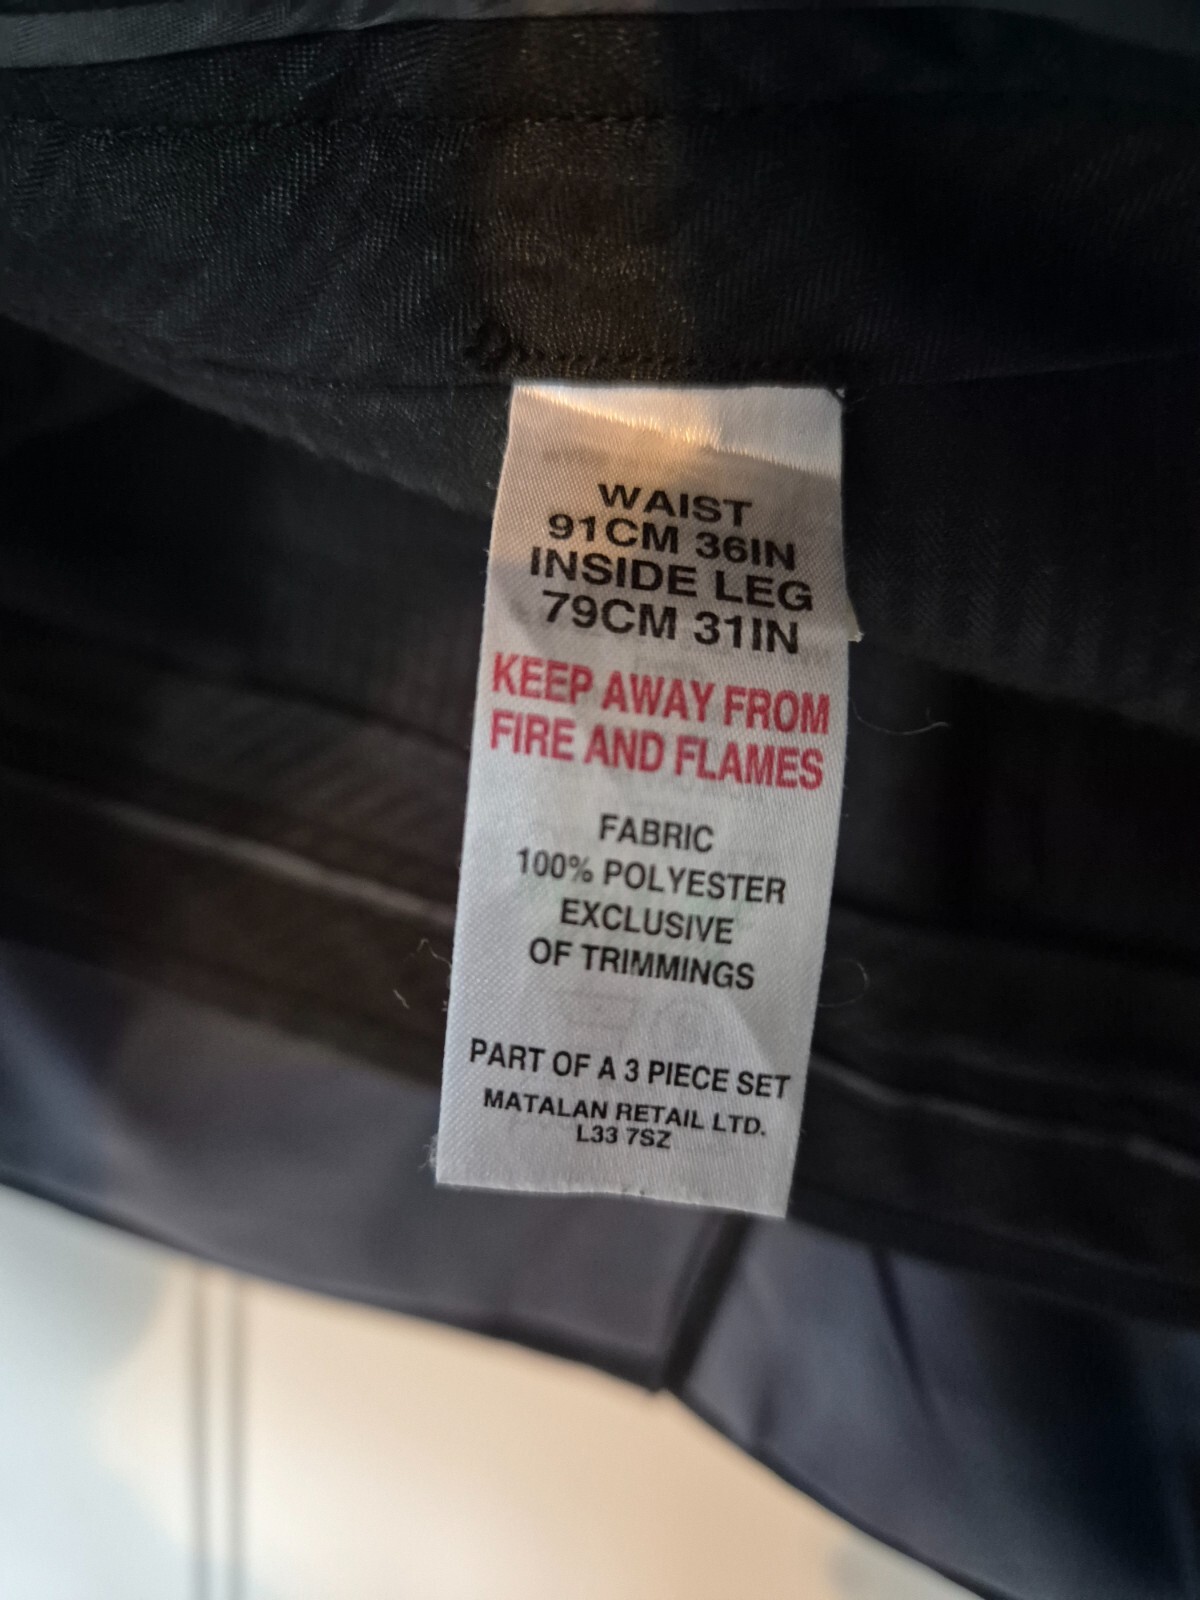 WAIST
91CM 36IN
INSIDE LEG
79CM 31IN
KEEP AWAY FROM
FIRE AND FLAMES
FABRIC
100% POLYESTER
EXCLUSIVE
OF TRIMMINGS
PART OF A 3 PIECE SET
MATALAN RETAIL LTD.
L33 7SZ